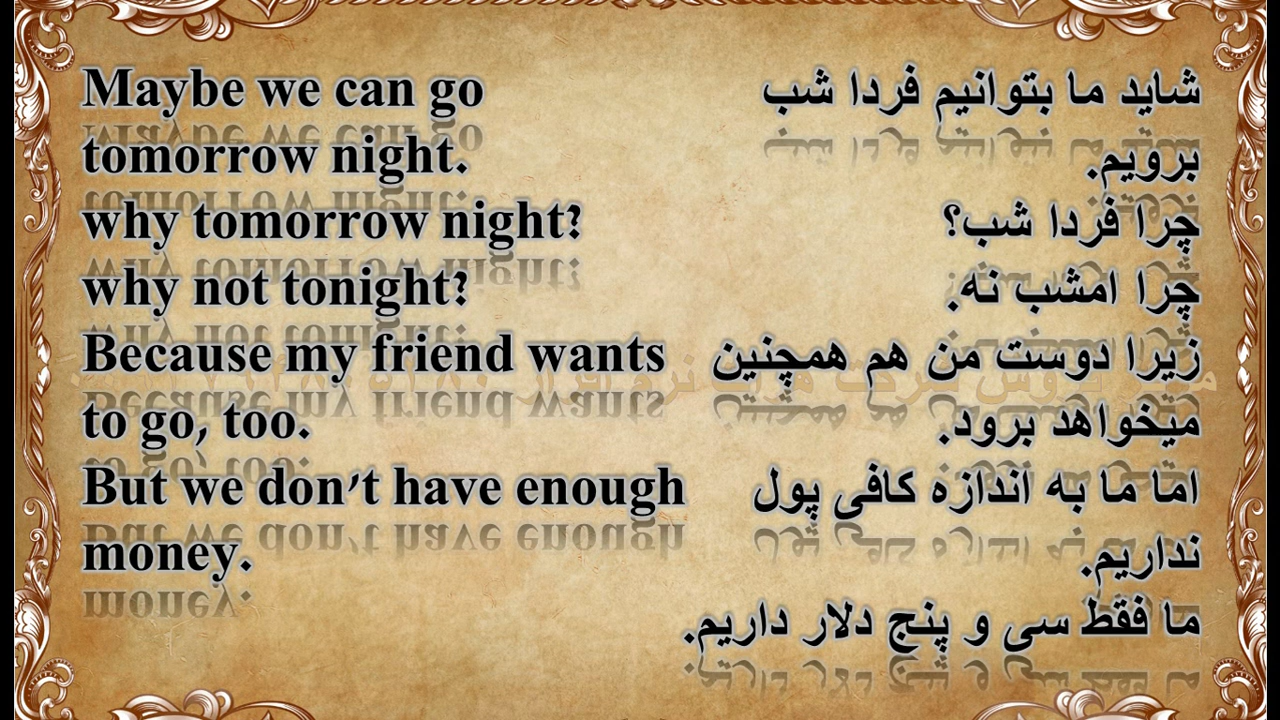 Maybe we can go
tomorrow night.
why tomorrow night?
why not tonight?
Because my friend wants
to go, too.
But we don't have enough
money.
شاید ما بتوانیم فردا شب
برویم.
چرا فردا شب؟
چرا امشب نه.
زیرا دوست من هم همچنین
میخواهد برود.
اما ما به اندازه کافی پول
نداریم.
ما فقط سی و پنج دلار داریم.